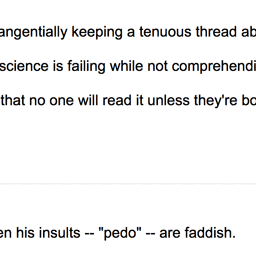 angentially keeping a tenuous thread ab
science is failing while not comprehendi
that no one will read it unless they're bo
en his insults -- "pedo" -- are faddish.